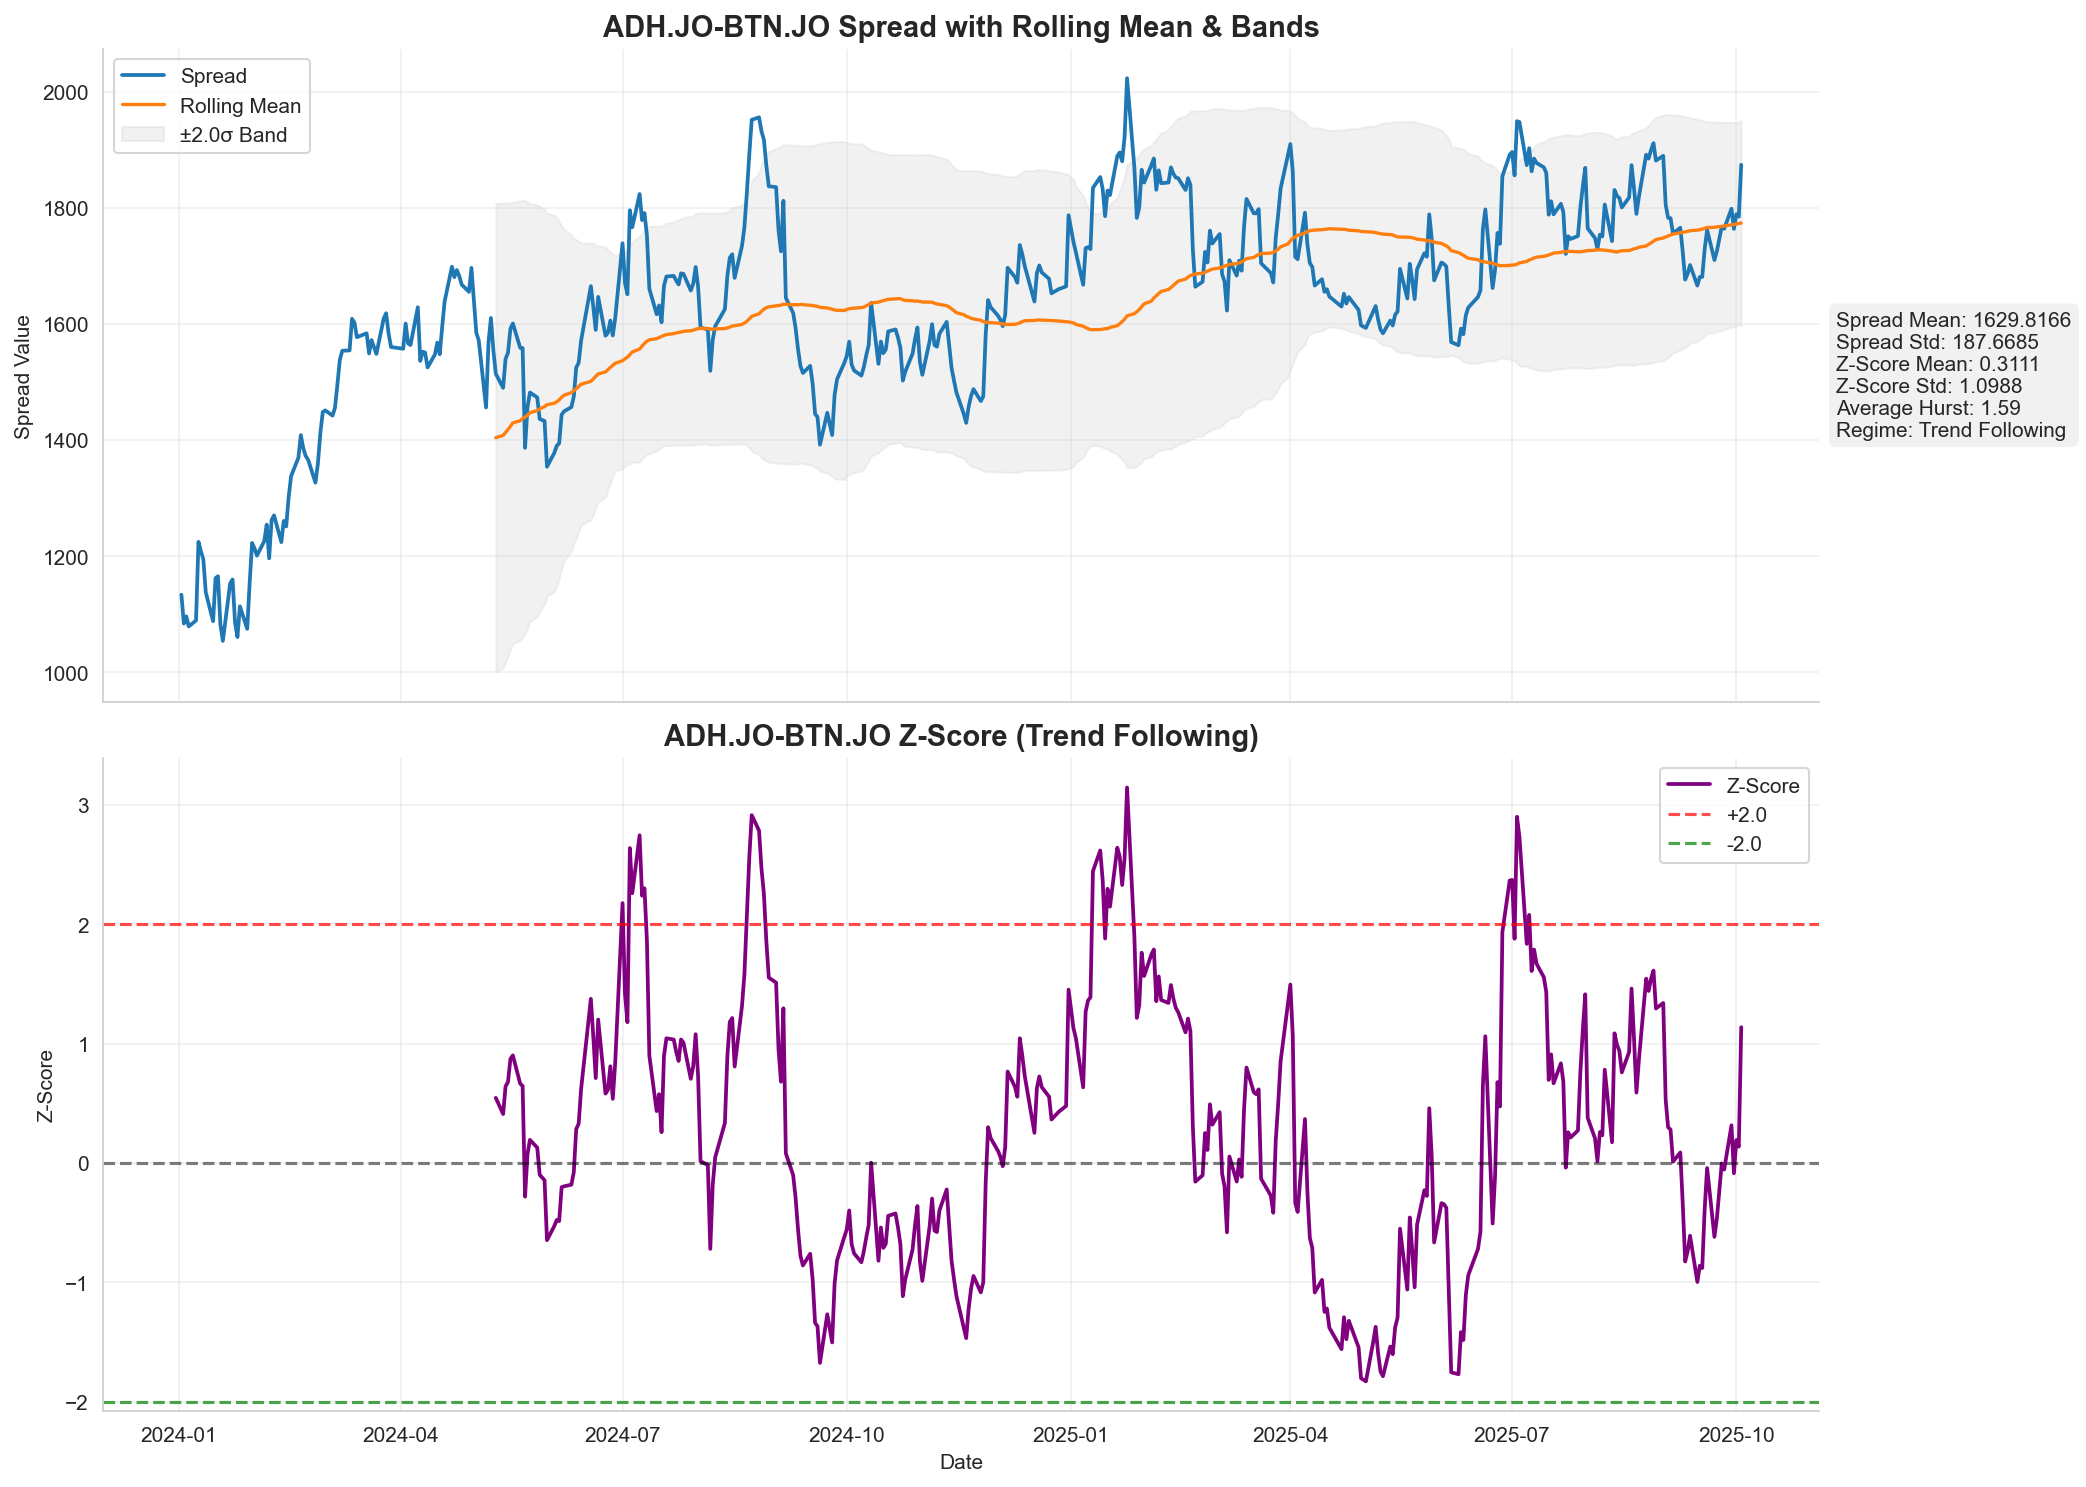 ADH.JO-BTN.JO Spread with Rolling Mean & Bands
Spread
Rolling Mean
±2.0σ Band
2000
1800
1600
1400
1200
1000
Spread Value
Spread Mean: 1629.8166
Spread Std: 187.6685
Z-Score Mean: 0.3111
Z-Score Std: 1.0988
Average Hurst: 1.59
Regime: Trend Following
ADH.JO-BTN.JO Z-Score (Trend Following)
Z-Score
+2.0
-2.0
3
2
1
0
−1
−2
Z-Score
2024-01
2024-04
2024-07
2024-10
2025-01
2025-04
2025-07
2025-10
Date